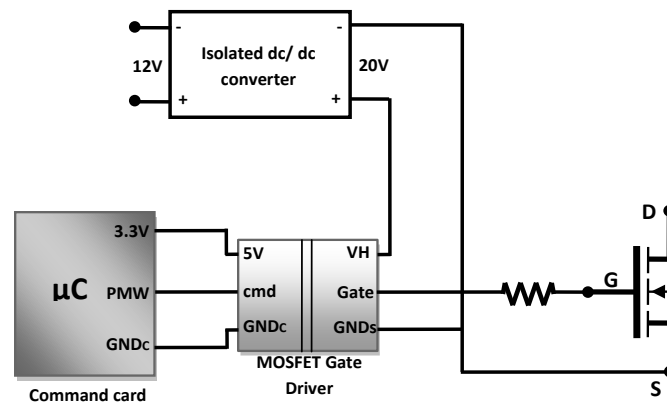 -
-
Isolated dc/ dc
converter
12V
20V
+
+
3.3V
5V
VH
D
µC
PMW
cmd
Gate
G
GNDc
GNDc
GNDs
MOSFET Gate
Driver
Command card
S